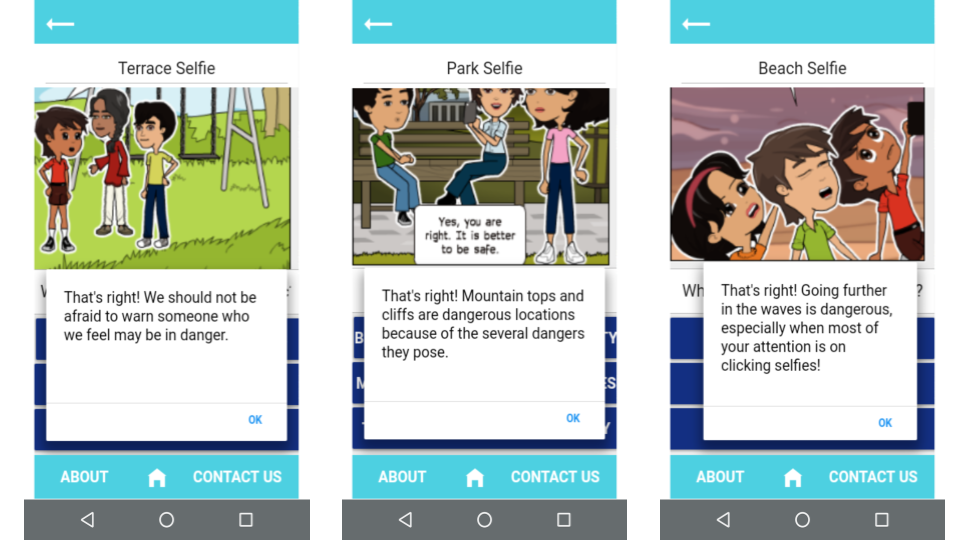 Terrace Selfie
That's right! We should not be
afraid to warn someone who
we feel may be in danger.
OK
ABOUT
CONTACT US
Park Selfie
Yes, you are
right. It is better
to be safe.
That's right! Mountain tops and
cliffs are dangerous locations
because of the several dangers
they pose.
OK
ABOUT
CONTACT US
Beach Selfie
Wh
?
That's right! Going further
in the waves is dangerous,
especially when most of
your attention is on
clicking selfies!
OK
ABOUT
CONTACT US